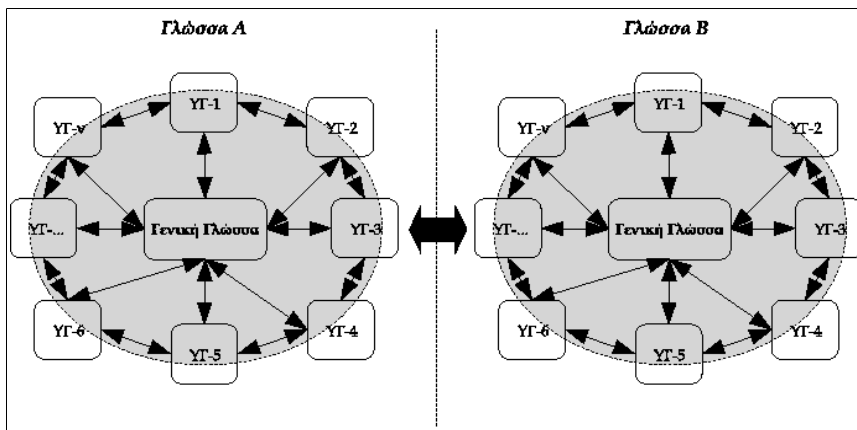 Γλώσσα Α
Γλώσσα Β
ΥΓ-1
ΥΓ-ν
ΥΓ-2
ΥΓ-...
Γενική Γλώσσα
ΥΓ-3
ΥΓ-6
ΥΓ-4
ΥΓ-5
ΥΓ-1
ΥΓ-ν
ΥΓ-2
ΥΓ-...
Γενική Γλώσσα
ΥΓ-3
ΥΓ-6
ΥΓ-4
ΥΓ-5